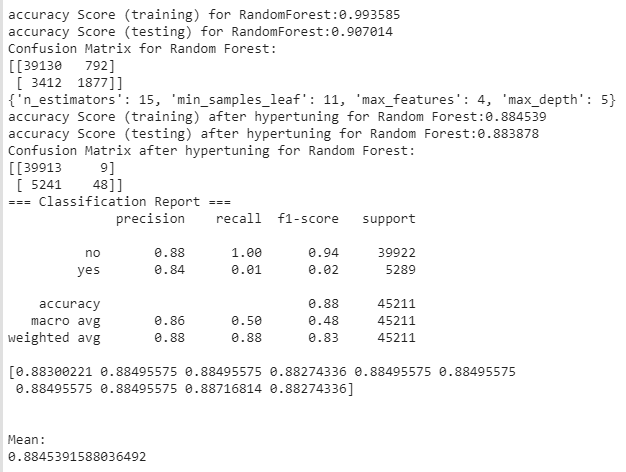 accuracy Score (training) for RandomForest:0.993585
accuracy Score (testing) for RandomForest:0.907014
Confusion Matrix for Random Forest:
[[39130   792]
 [ 3412  1877]]
{'n_estimators': 15, 'min_samples_leaf': 11, 'max_features': 4, 'max_depth': 5}
accuracy Score (training) after hypertuning for Random Forest:0.884539
accuracy Score (testing) after hypertuning for Random Forest:0.883878
Confusion Matrix after hypertuning for Random Forest:
[[39913     9]
 [ 5241    48]]
=== Classification Report ===
              precision    recall  f1-score   support

          no       0.88      1.00      0.94     39922
         yes       0.84      0.01      0.02      5289

    accuracy                           0.88     45211
   macro avg       0.86      0.50      0.48     45211
weighted avg       0.88      0.88      0.83     45211

[0.88300221 0.88495575 0.88495575 0.88274336 0.88495575 0.88495575
 0.88495575 0.88495575 0.88716814 0.88274336]

Mean:
0.8845391588036492